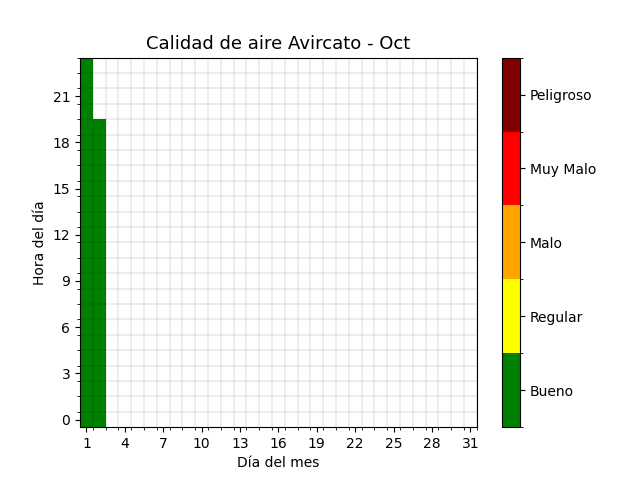 Calidad de aire Avircato - Oct
Hora del día
21
18
15
12
9
6
3
0
1 4 7 10 13 16 19 22 25 28 31
Día del mes
Peligroso
Muy Malo
Malo
Regular
Bueno